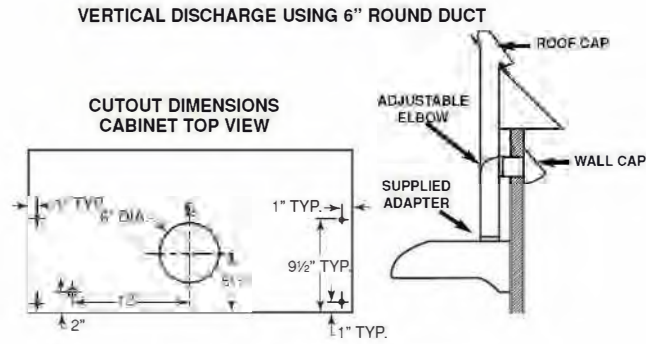 VERTICAL DISCHARGE USING 6” ROUND DUCT
ROOF CAP
CUTOUT DIMENSIONS
CABINET TOP VIEW
ADJUSTABLE
ELBOW
WALL CAP
SUPPLIED
ADAPTER
1" TYP.
6" DIA
1" TYP.
9½" TYP.
2"
1" TYP.